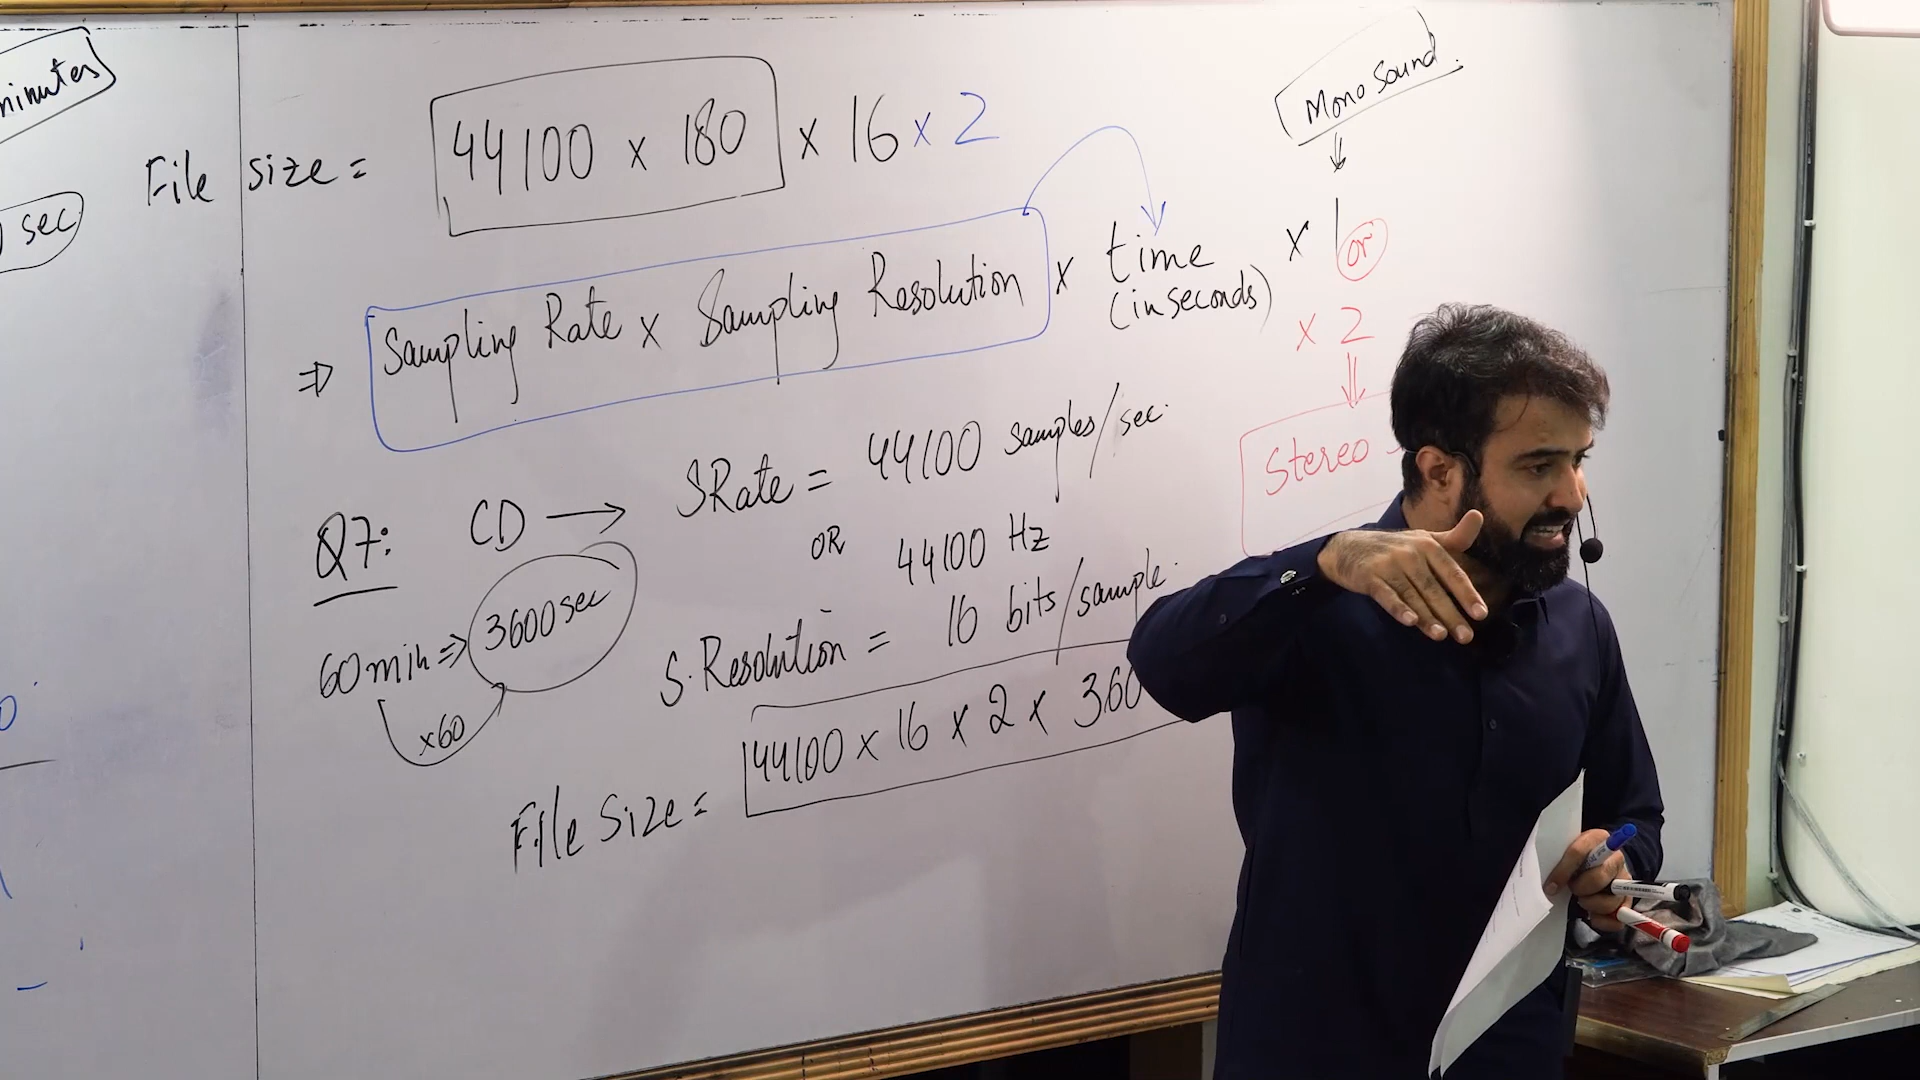 minutes
sec
File size = 44100 x 180 x 16 x 2
Mono Sound
⇒ Sampling Rate x Sampling Resolution x time x 1
(in seconds)
or
x 2
Stereo
Q7: CD → SRate = 44100 samples/sec.
OR 44100 Hz
60 min ⇒ 3600 sec
x60
S. Resolution = 16 bits/sample.
File Size = 44100 x 16 x 2 x 360